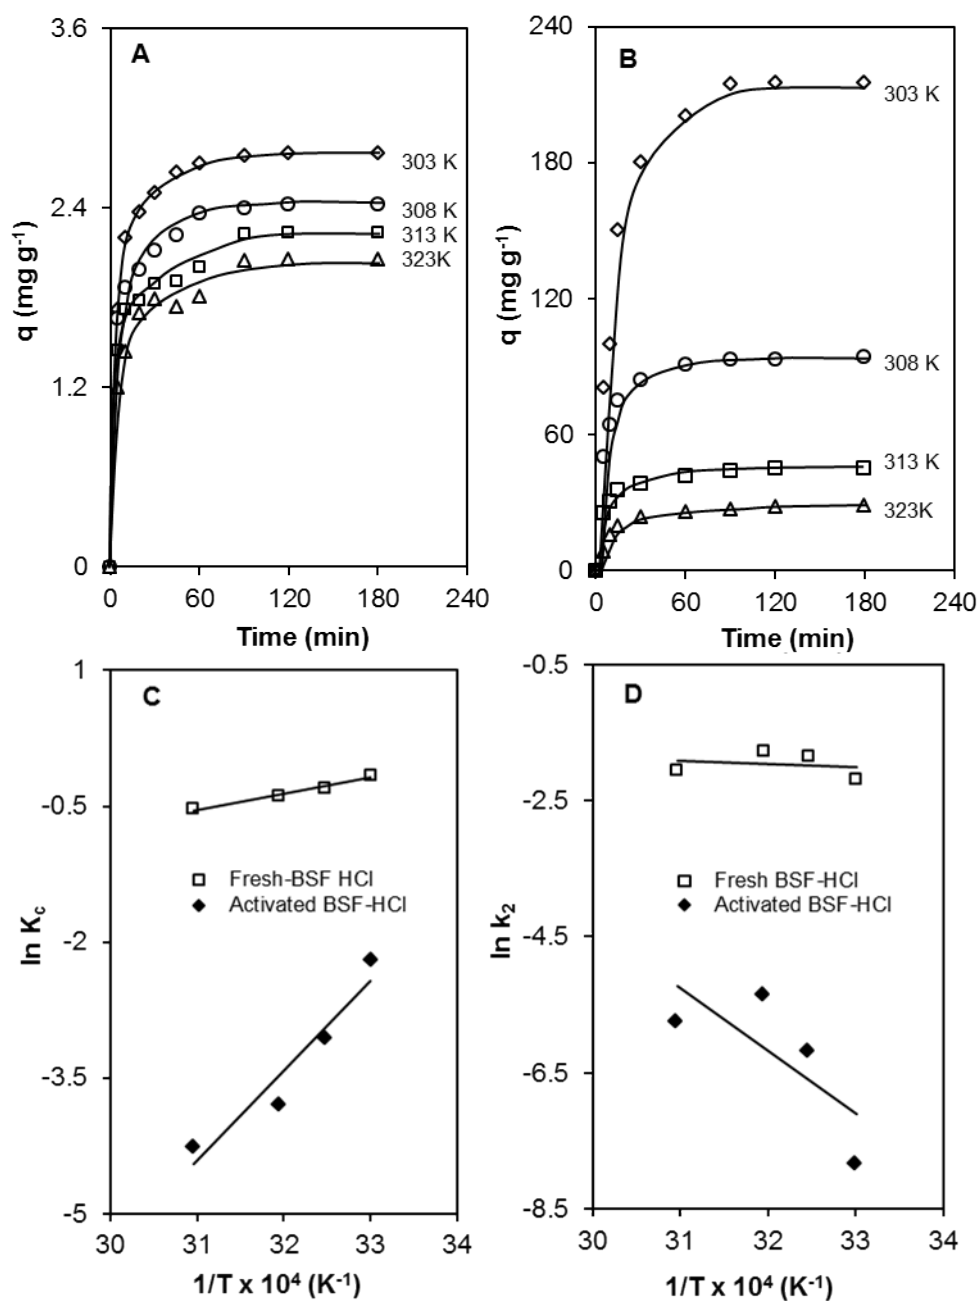 A
3.6
2.4
1.2
0
q (mg g⁻¹)
303 K
308 K
313 K
323K
0 60 120 180 240
Time (min)
B
240
180
120
60
0
q (mg g⁻¹)
303 K
308 K
313 K
323K
0 60 120 180 240
Time (min)
C
1
-0.5
-2
-3.5
-5
ln Kc
Fresh-BSF HCl
Activated BSF-HCl
30 31 32 33 34
1/T x 10⁴ (K⁻¹)
D
-0.5
-2.5
-4.5
-6.5
-8.5
ln k₂
Fresh BSF-HCl
Activated BSF-HCl
30 31 32 33 34
1/T x 10⁴ (K⁻¹)